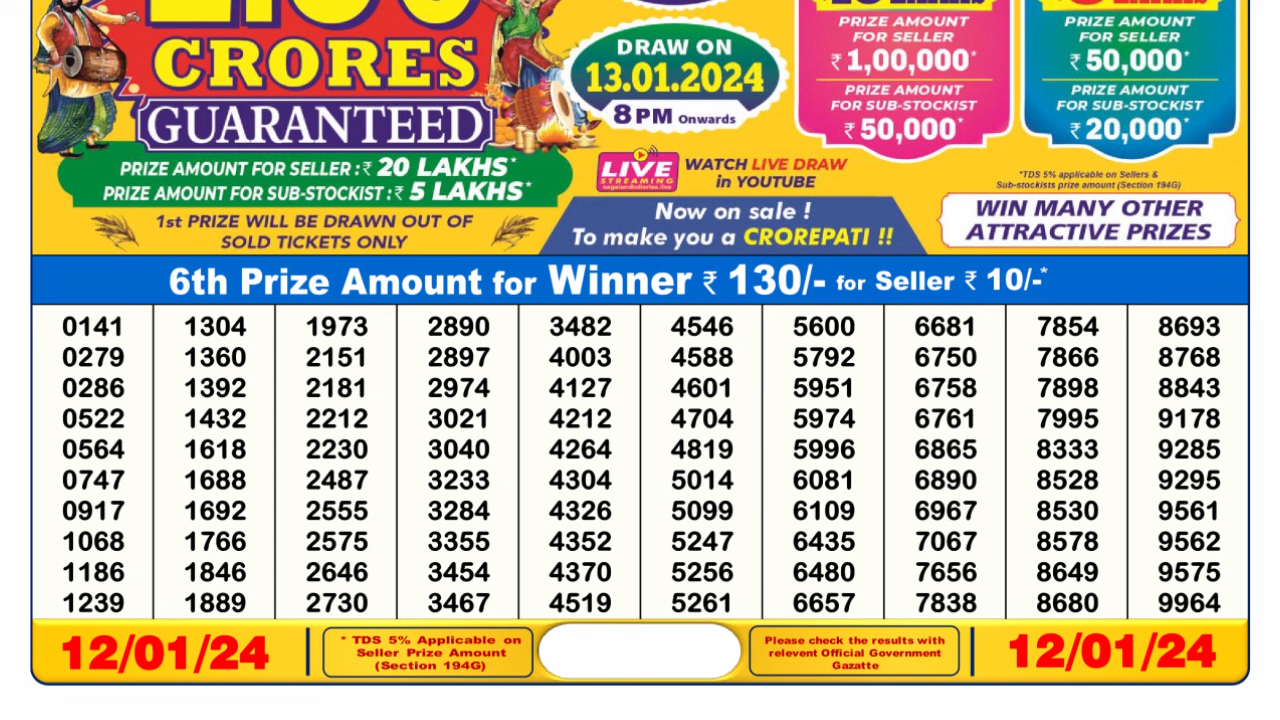 CRORES
GUARANTEED
PRIZE AMOUNT FOR SELLER :₹ 20 LAKHS*
PRIZE AMOUNT FOR SUB-STOCKIST :₹ 5 LAKHS*
1st PRIZE WILL BE DRAWN OUT OF
SOLD TICKETS ONLY
DRAW ON
13.01.2024
8 PM Onwards
LIVE
STREAMING
WATCH LIVE DRAW
in YOUTUBE
Now on sale !
To make you a CROREPATI !!
PRIZE AMOUNT
FOR SELLER
₹ 1,00,000*
PRIZE AMOUNT
FOR SUB-STOCKIST
₹ 50,000*
PRIZE AMOUNT
FOR SELLER
₹ 50,000*
PRIZE AMOUNT
FOR SUB-STOCKIST
₹ 20,000*
*TDS 5% applicable on Sellers &
Sub-stockists prize amount (Section 194G)
WIN MANY OTHER
ATTRACTIVE PRIZES
6th Prize Amount for Winner ₹ 130/- for Seller ₹ 10/-*
0141 1304 1973 2890 3482 4546 5600 6681 7854 8693
0279 1360 2151 2897 4003 4588 5792 6750 7866 8768
0286 1392 2181 2974 4127 4601 5951 6758 7898 8843
0522 1432 2212 3021 4212 4704 5974 6761 7995 9178
0564 1618 2230 3040 4264 4819 5996 6865 8333 9285
0747 1688 2487 3233 4304 5014 6081 6890 8528 9295
0917 1692 2555 3284 4326 5099 6109 6967 8530 9561
1068 1766 2575 3355 4352 5247 6435 7067 8578 9562
1186 1846 2646 3454 4370 5256 6480 7656 8649 9575
1239 1889 2730 3467 4519 5261 6657 7838 8680 9964
12/01/24
* TDS 5% Applicable on
Seller Prize Amount
(Section 194G)
Please check the results with
relevent Official Government
Gazatte
12/01/24